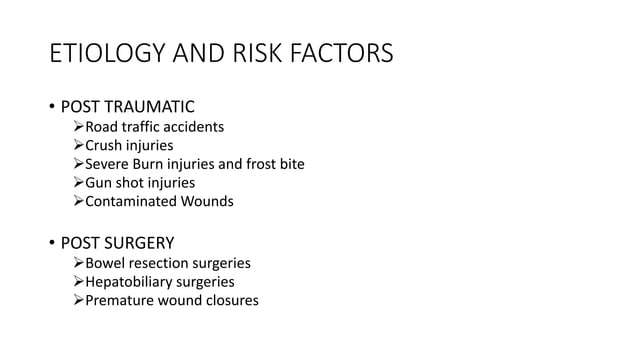 ETIOLOGY AND RISK FACTORS
• POST TRAUMATIC
➢Road traffic accidents
➢Crush injuries
➢Severe Burn injuries and frost bite
➢Gun shot injuries
➢Contaminated Wounds
• POST SURGERY
➢Bowel resection surgeries
➢Hepatobiliary surgeries
➢Premature wound closures